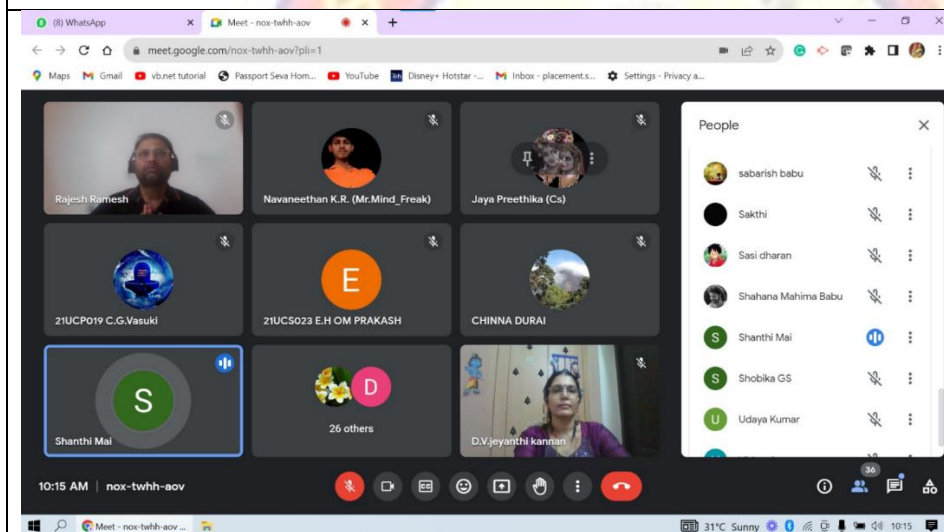 (8) WhatsApp
Meet - nox-twhh-aov
meet.google.com/nox-twhh-aov?pli=1
Maps
Gmail
vb.net tutorial
Passport Seva Hom...
YouTube
Disney+ Hotstar -...
Inbox - placement.s...
Settings - Privacy a...
Rajesh Ramesh
Navaneethan K.R. (Mr.Mind_Freak)
Jaya Preethika (Cs)
21UCP019 C.G.Vasuki
E
21UCS023 E.H OM PRAKASH
CHINNA DURAI
S
Shanthi Mai
D
26 others
D.V.jeyanthi kannan
People
sabarish babu
Sakthi
Sasi dharan
Shahana Mahima Babu
S
Shanthi Mai
S
Shobika GS
U
Udaya Kumar
10:15 AM | nox-twhh-aov
CC
36
Meet - nox-twhh-aov ...
31°C Sunny
10:15